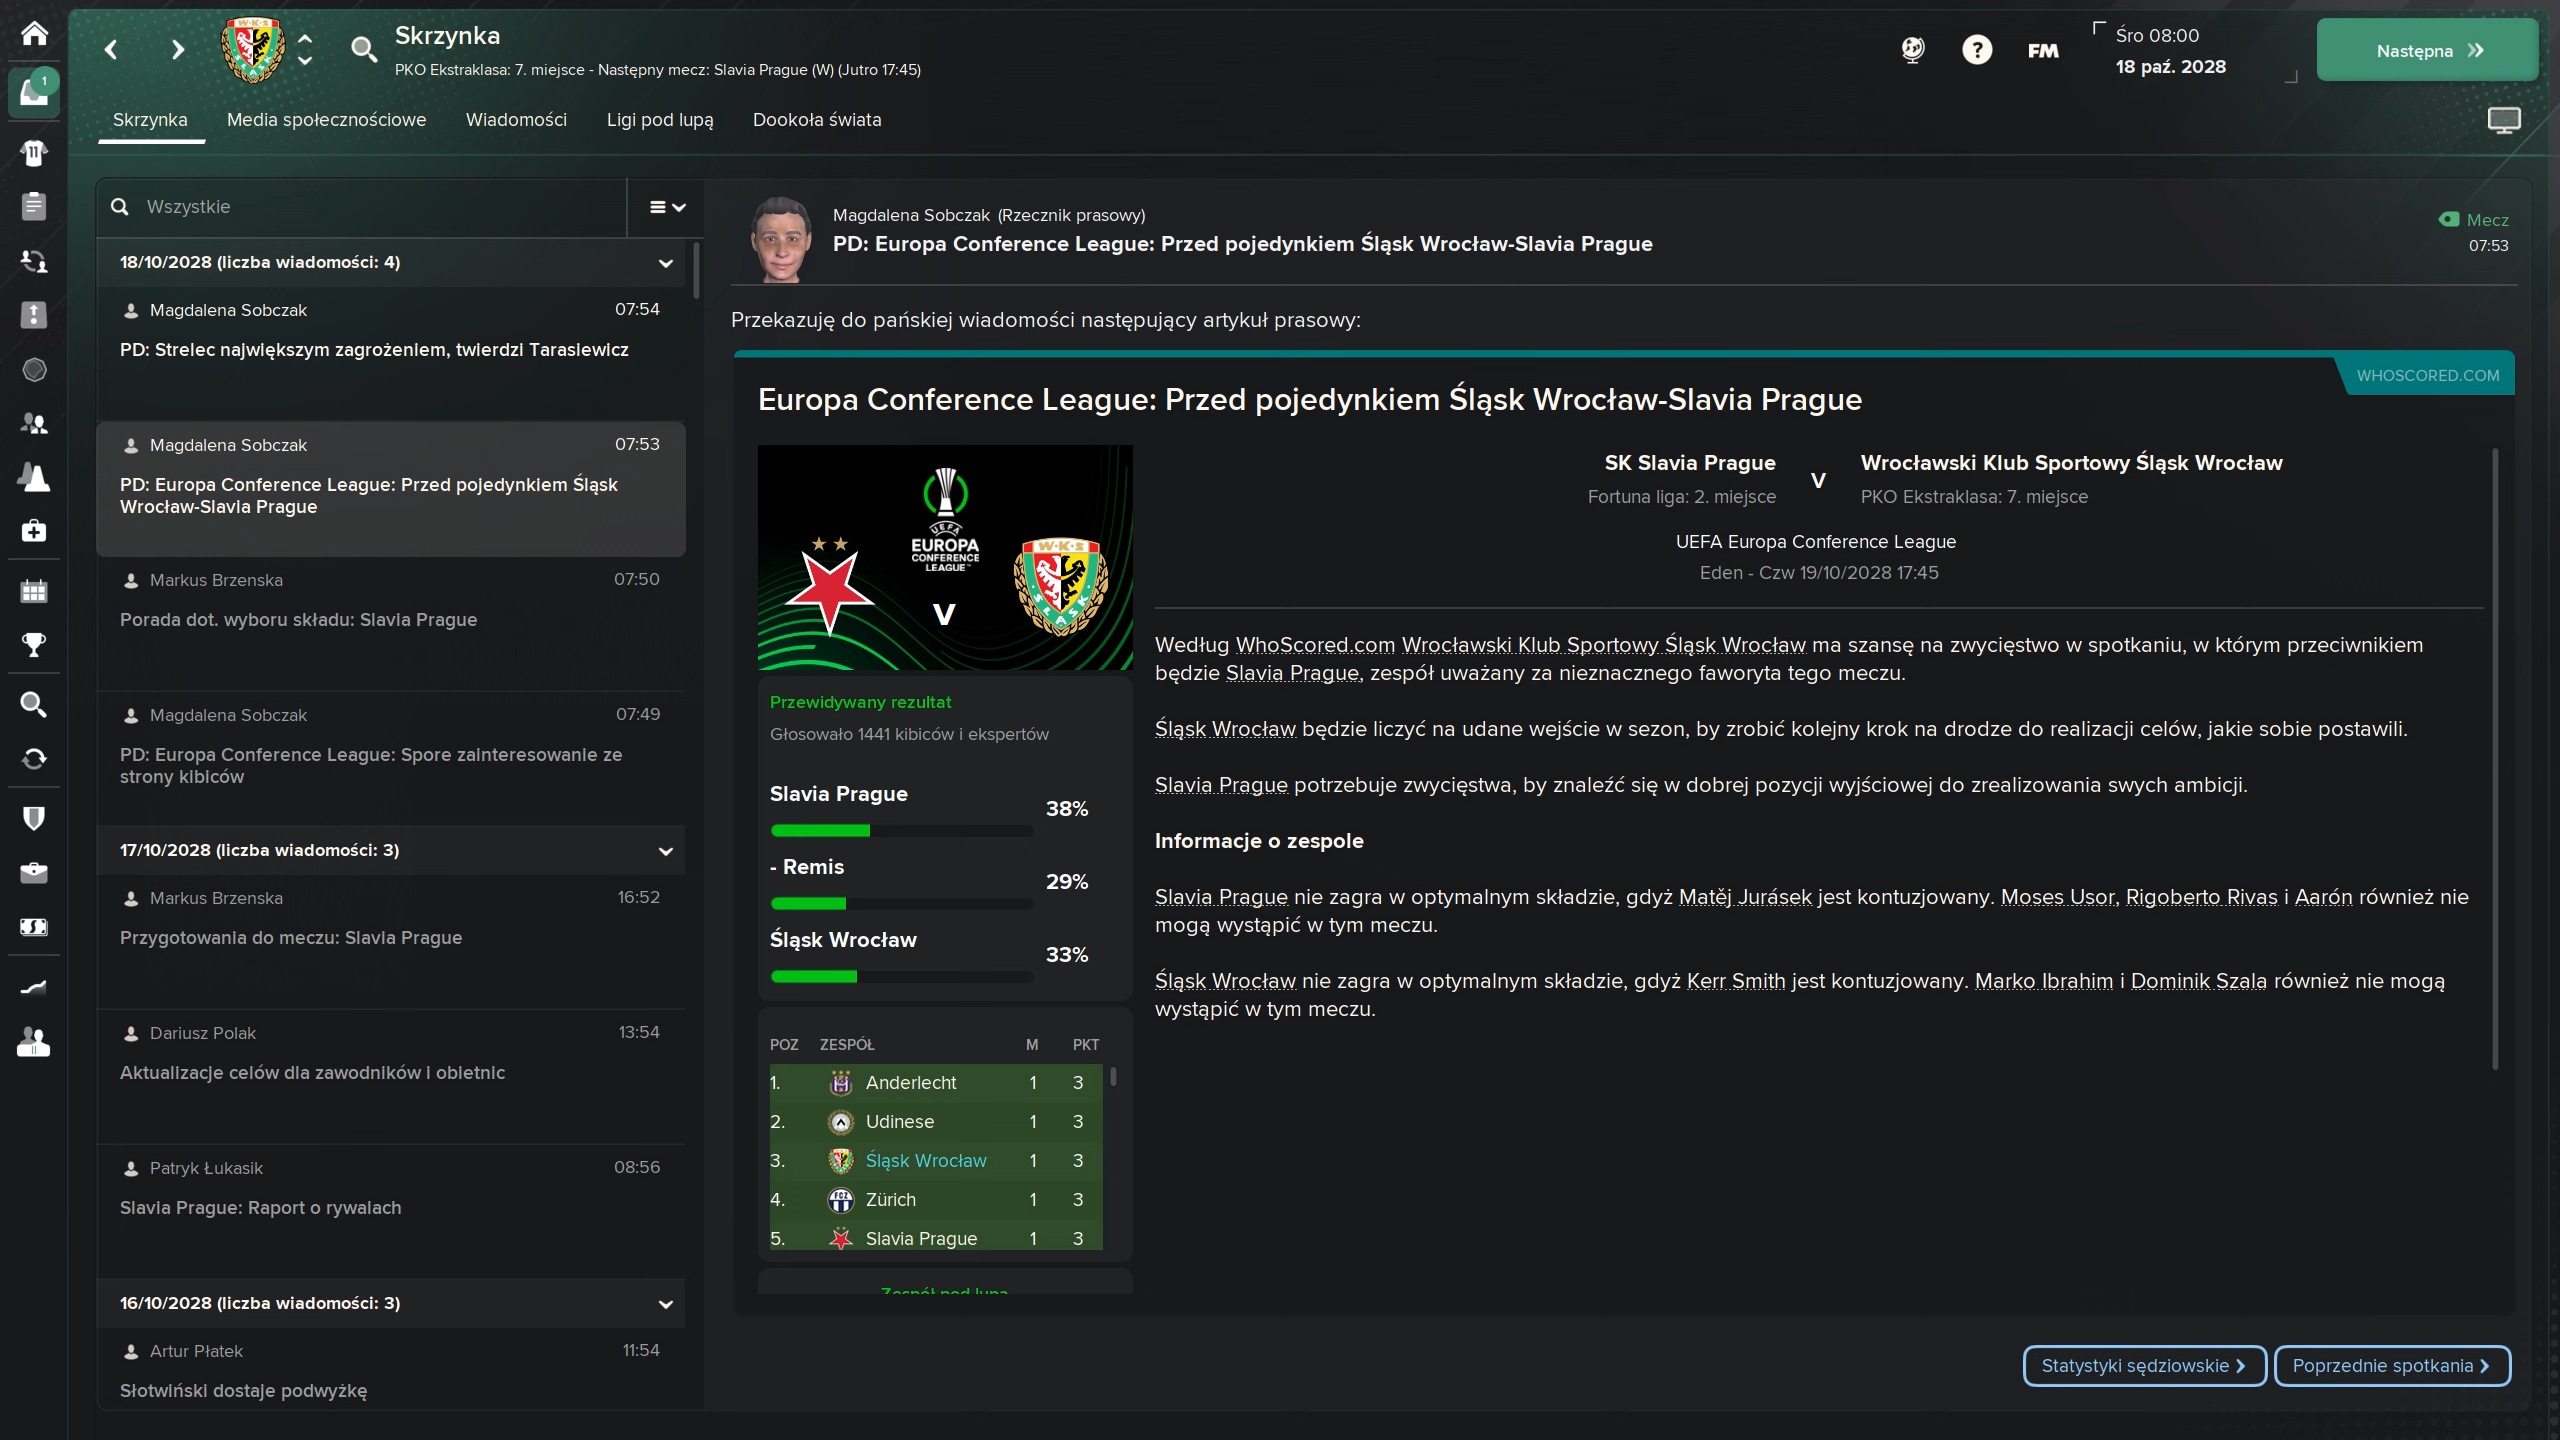 Skrzynka
PKO Ekstraklasa: 7. miejsce - Następny mecz: Slavia Prague (W) (Jutro 17:45)
FM
Śro 08:00
18 paź. 2028
Następna
1
Skrzynka
Media społecznościowe
Wiadomości
Ligi pod lupą
Dookoła świata
11
Wszystkie
18/10/2028 (liczba wiadomości: 4)
Magdalena Sobczak
07:54
PD: Strelec największym zagrożeniem, twierdzi Tarasiewicz
Magdalena Sobczak
07:53
PD: Europa Conference League: Przed pojedynkiem Śląsk
Wrocław-Slavia Prague
Markus Brzenska
07:50
Porada dot. wyboru składu: Slavia Prague
Magdalena Sobczak
07:49
PD: Europa Conference League: Spore zainteresowanie ze
strony kibiców
17/10/2028 (liczba wiadomości: 3)
Markus Brzenska
16:52
Przygotowania do meczu: Slavia Prague
Dariusz Polak
13:54
Aktualizacje celów dla zawodników i obietnic
Patryk Łukasik
08:56
Slavia Prague: Raport o rywalach
16/10/2028 (liczba wiadomości: 3)
Artur Płatek
11:54
Słotwiński dostaje podwyżkę
Magdalena Sobczak (Rzecznik prasowy)
PD: Europa Conference League: Przed pojedynkiem Śląsk Wrocław-Slavia Prague
Mecz
07:53
Przekazuję do pańskiej wiadomości następujący artykuł prasowy:
WHOSCORED.COM
Europa Conference League: Przed pojedynkiem Śląsk Wrocław-Slavia Prague
UEFA
EUROPA
CONFERENCE
LEAGUE
V
W·K·S
ŚLĄSK
Przewidywany rezultat
Głosowało 1441 kibiców i ekspertów
Slavia Prague
38%
- Remis
29%
Śląsk Wrocław
33%
POZ ZESPÓŁ M PKT
1. Anderlecht 1 3
2. Udinese 1 3
3. Śląsk Wrocław 1 3
4. Zürich 1 3
5. Slavia Prague 1 3
Zespół pod lupą
SK Slavia Prague
Fortuna liga: 2. miejsce
V
Wrocławski Klub Sportowy Śląsk Wrocław
PKO Ekstraklasa: 7. miejsce
UEFA Europa Conference League
Eden - Czw 19/10/2028 17:45
Według WhoScored.com Wrocławski Klub Sportowy Śląsk Wrocław ma szansę na zwycięstwo w spotkaniu, w którym przeciwnikiem
będzie Slavia Prague, zespół uważany za nieznacznego faworyta tego meczu.
Śląsk Wrocław będzie liczyć na udane wejście w sezon, by zrobić kolejny krok na drodze do realizacji celów, jakie sobie postawili.
Slavia Prague potrzebuje zwycięstwa, by znaleźć się w dobrej pozycji wyjściowej do zrealizowania swych ambicji.
Informacje o zespole
Slavia Prague nie zagra w optymalnym składzie, gdyż Matěj Jurásek jest kontuzjowany. Moses Usor, Rigoberto Rivas i Aarón również nie
mogą wystąpić w tym meczu.
Śląsk Wrocław nie zagra w optymalnym składzie, gdyż Kerr Smith jest kontuzjowany. Marko Ibrahim i Dominik Szala również nie mogą
wystąpić w tym meczu.
Statystyki sędziowskie
Poprzednie spotkania